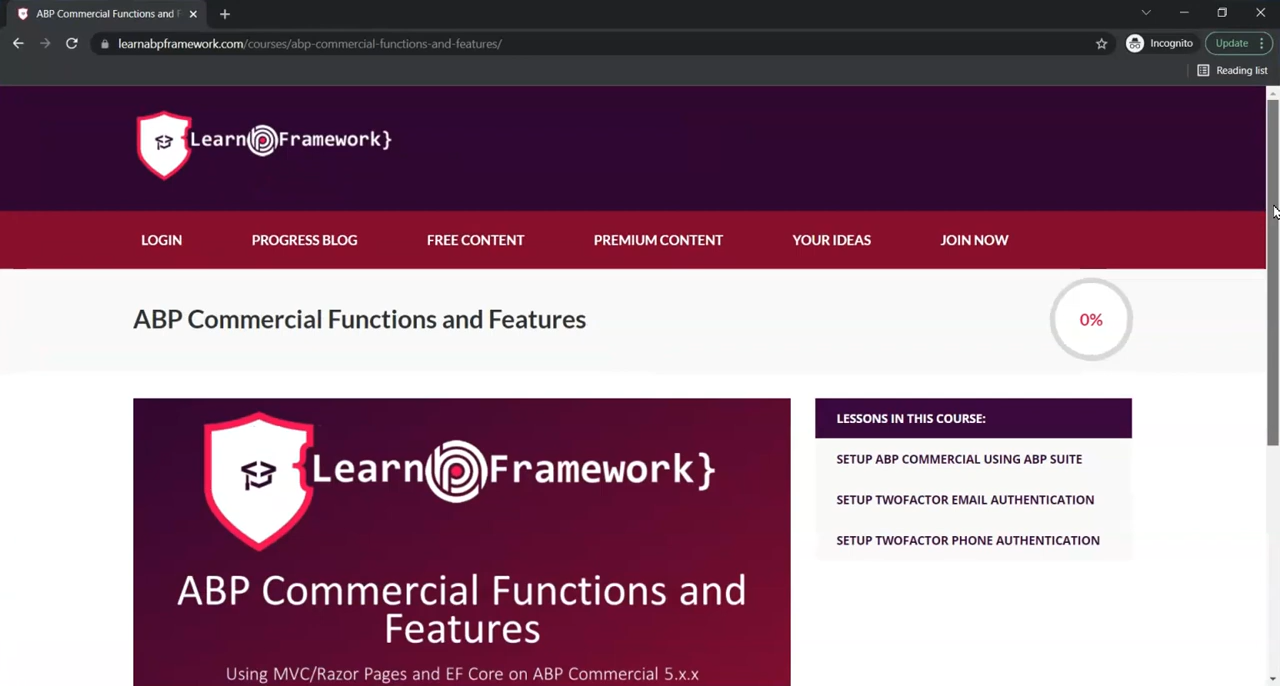 ABP Commercial Functions and F
learnabpframework.com/courses/abp-commercial-functions-and-features/
Incognito
Update
Reading list
{Learn Framework}
LOGIN
PROGRESS BLOG
FREE CONTENT
PREMIUM CONTENT
YOUR IDEAS
JOIN NOW
ABP Commercial Functions and Features
0%
{Learn Framework}
ABP Commercial Functions and
Features
Using MVC/Razor Pages and EF Core on ABP Commercial 5.x.x
LESSONS IN THIS COURSE:
SETUP ABP COMMERCIAL USING ABP SUITE
SETUP TWOFACTOR EMAIL AUTHENTICATION
SETUP TWOFACTOR PHONE AUTHENTICATION